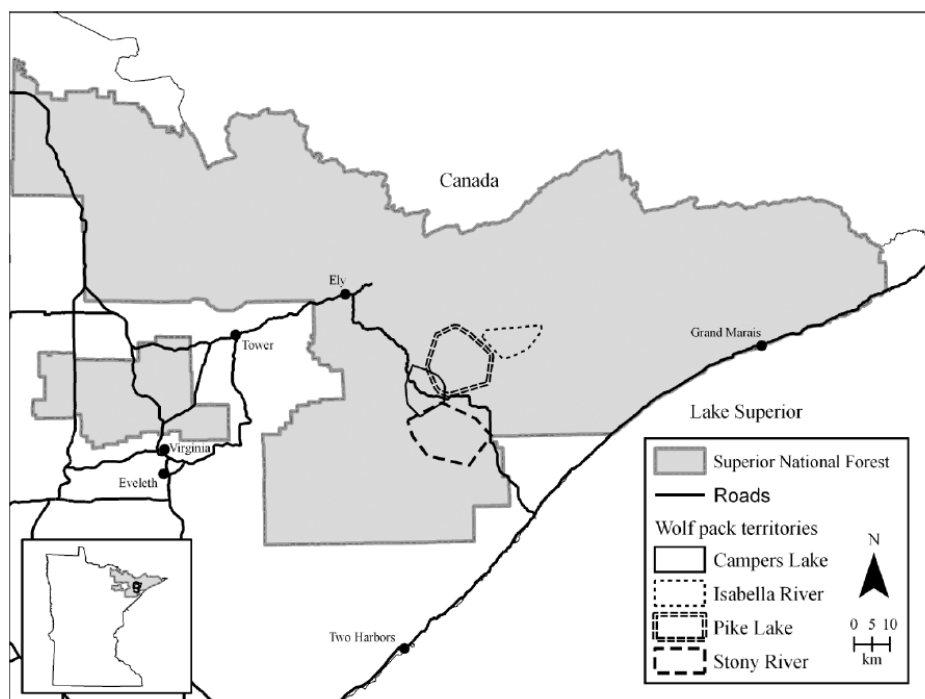 Canada
Ely
Tower
Grand Marais
Lake Superior
Virginia
Eveleth
Two Harbors
Superior National Forest
Roads
Wolf pack territories
Campers Lake
Isabella River
Pike Lake
Stony River
N
0 5 10
km